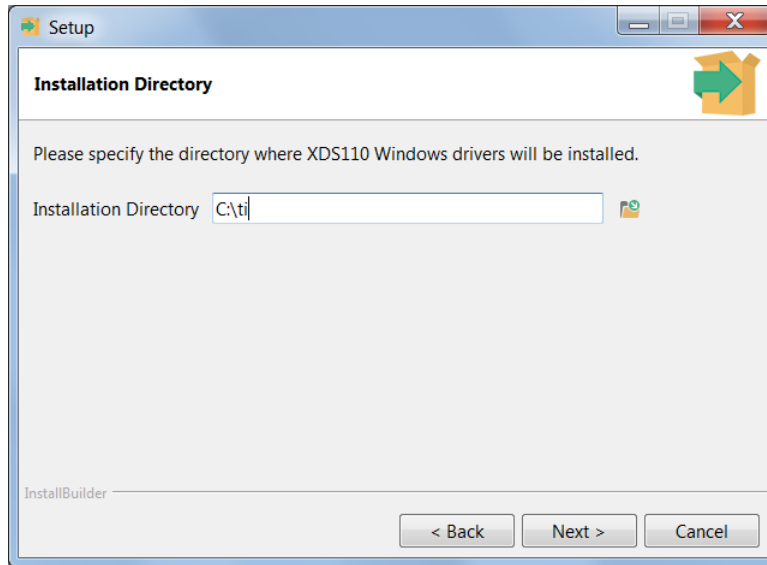 Setup
Installation Directory
Please specify the directory where XDS110 Windows drivers will be installed.
Installation Directory C:\ti
InstallBuilder
< Back Next > Cancel